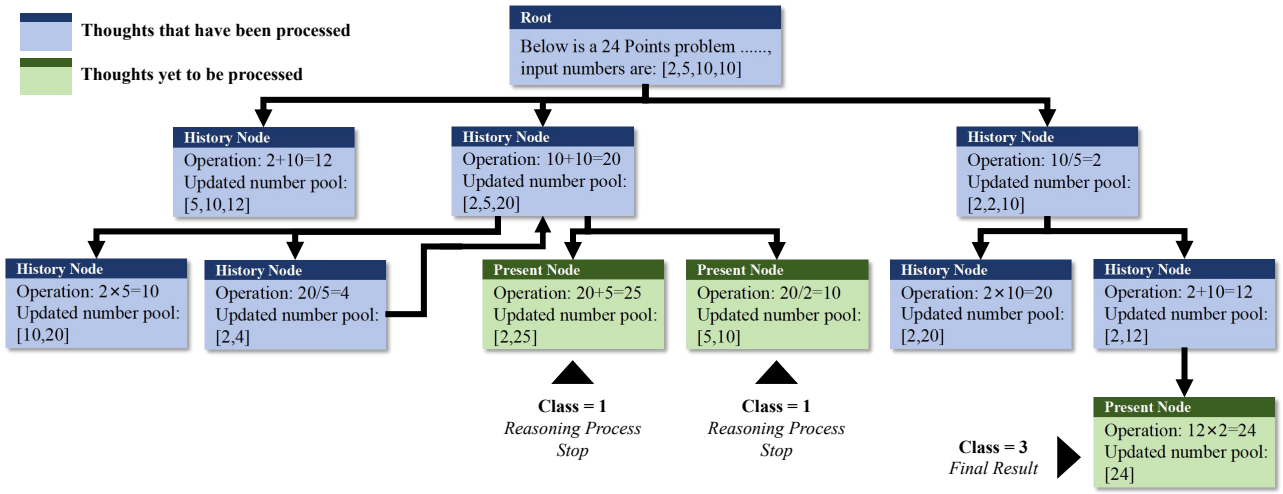 Thoughts that have been processed
Thoughts yet to be processed
Root
Below is a 24 Points problem ......,
input numbers are: [2,5,10,10]
History Node
Operation: 2+10=12
Updated number pool:
[5,10,12]
History Node
Operation: 10+10=20
Updated number pool:
[2,5,20]
History Node
Operation: 10/5=2
Updated number pool:
[2,2,10]
History Node
Operation: 2×5=10
Updated number pool:
[10,20]
History Node
Operation: 20/5=4
Updated number pool:
[2,4]
Present Node
Operation: 20+5=25
Updated number pool:
[2,25]
Present Node
Operation: 20/2=10
Updated number pool:
[5,10]
History Node
Operation: 2×10=20
Updated number pool:
[2,20]
History Node
Operation: 2+10=12
Updated number pool:
[2,12]
Class = 1
Reasoning Process
Stop
Class = 1
Reasoning Process
Stop
Class = 3
Final Result
Present Node
Operation: 12×2=24
Updated number pool:
[24]